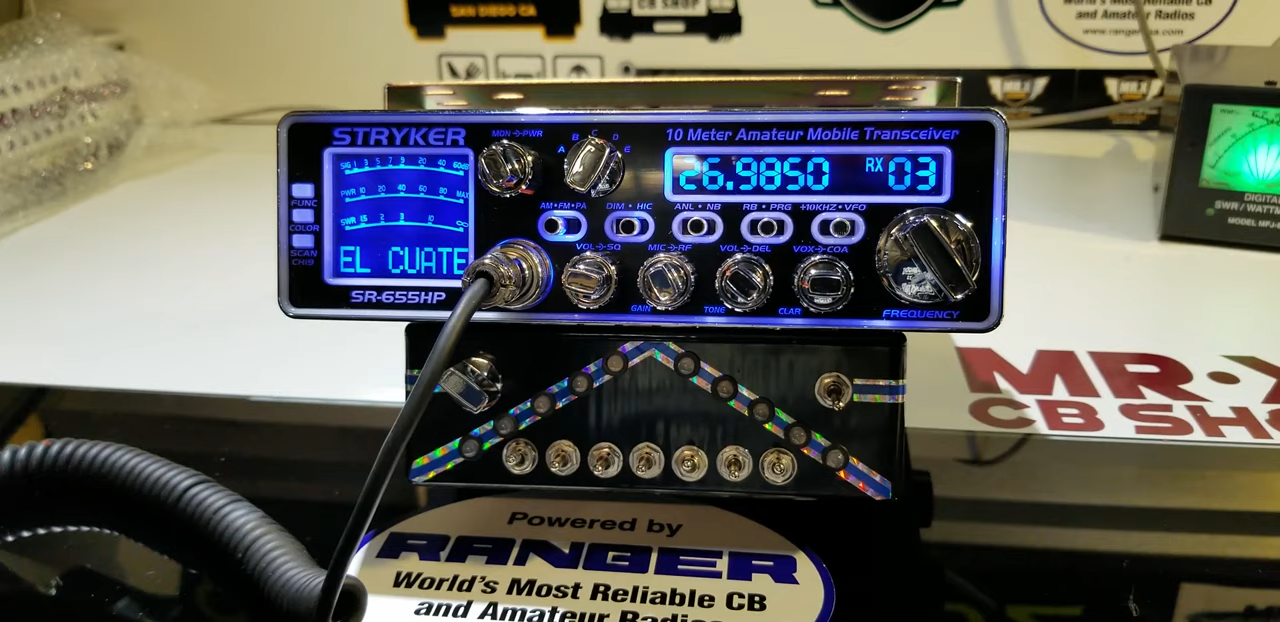 SAN DIEGO CA
CB SHOP
World's Most Reliable CB
and Amateur Radios
MR.X
STRYKER
SIG 1 3 5 7 9 20 40 60dB
PWR 10 20 40 60 80 MAX
SWR 1.5 2 3 10 ∞
EL CUATE
SR-655HP
FUNC
COLOR
SCAN
CH19
MON PWR
A B C D E
10 Meter Amateur Mobile Transceiver
26.9850 RX 03
AM•FM•PA DIM • HIC ANL • NB RB • PRG +10KHZ • VFO
VOL SQ MIC RF VOL DEL VOX COA
GAIN TONE CLAR FREQUENCY
DIGITAL
SWR / WATT
MODEL MFJ
MR•X
CB SHO
Powered by
RANGER
World's Most Reliable CB
and Amateur Radios